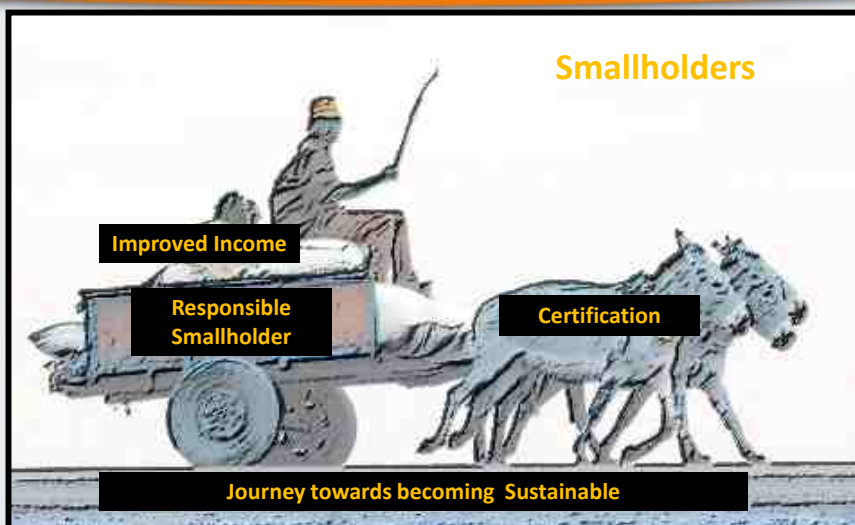 Smallholders
Improved Income
Responsible
Smallholder
Certification
Journey towards becoming  Sustainable